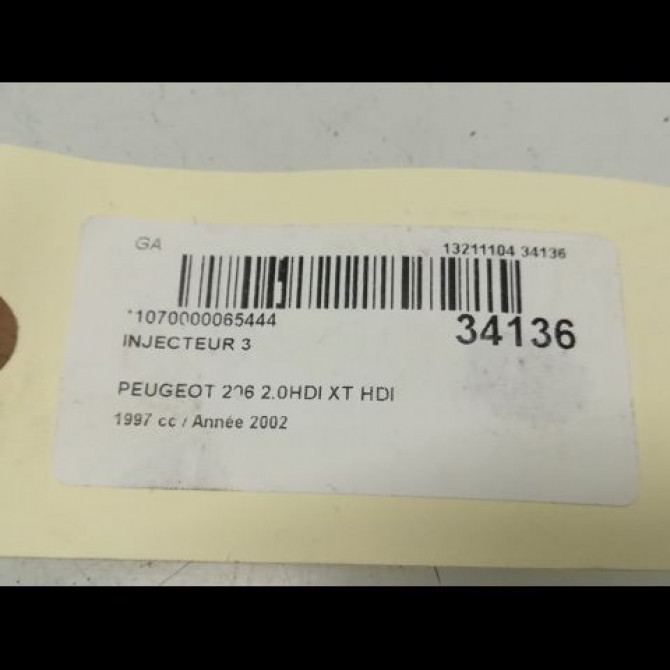 GA 13211104 34136
*1070000065444 34136
INJECTEUR 3
PEUGEOT 206 2.0HDI XT HDI
1997 cc / Année 2002